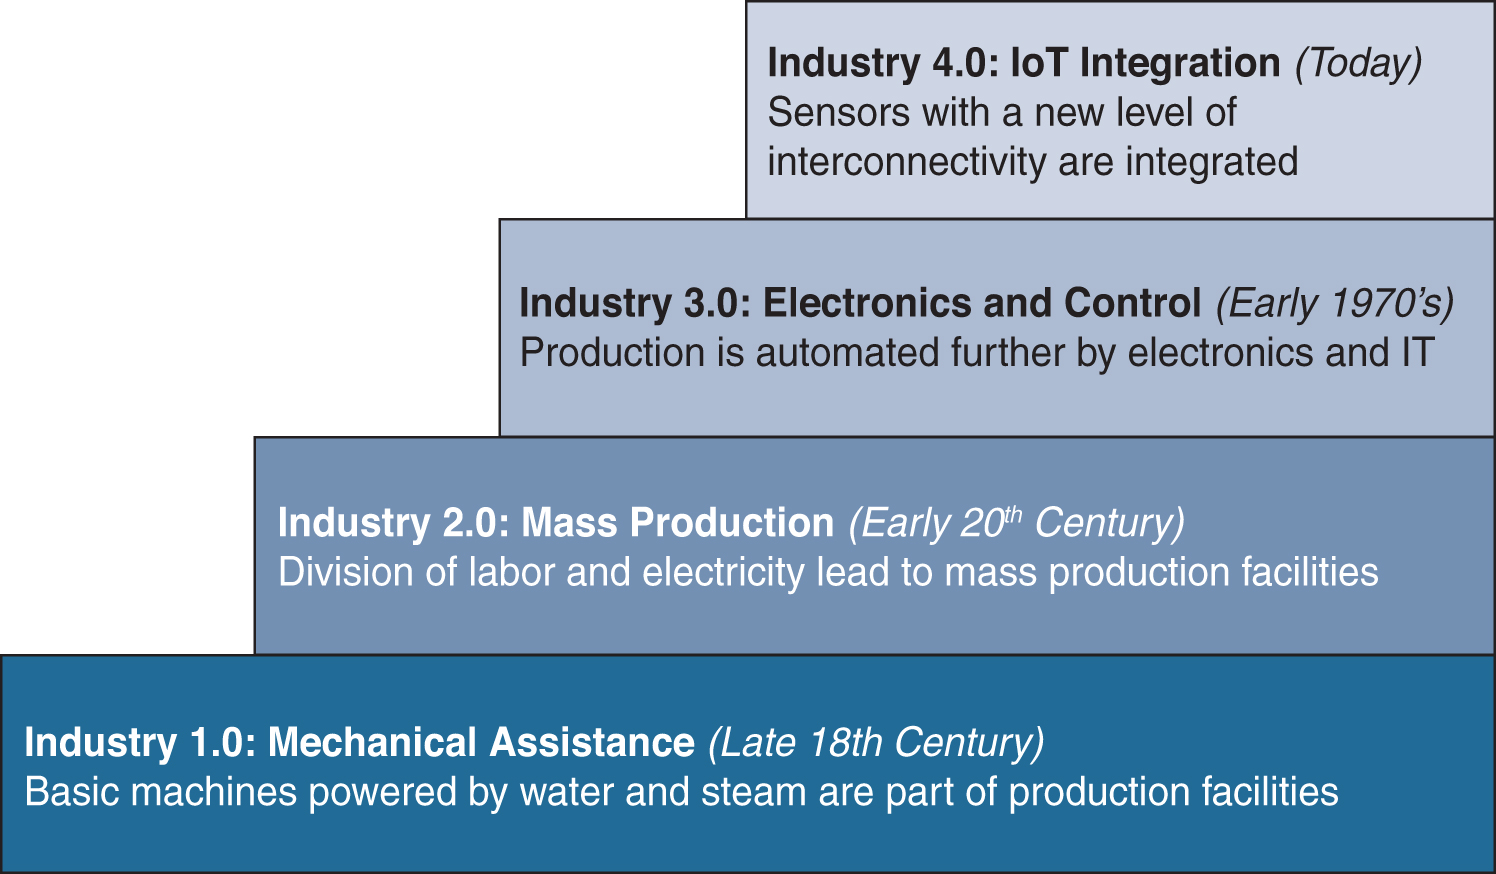 Industry 4.0: IoT Integration (Today)
Sensors with a new level of
interconnectivity are integrated
Industry 3.0: Electronics and Control (Early 1970’s)
Production is automated further by electronics and IT
Industry 2.0: Mass Production (Early 20th Century)
Division of labor and electricity lead to mass production facilities
Industry 1.0: Mechanical Assistance (Late 18th Century)
Basic machines powered by water and steam are part of production facilities